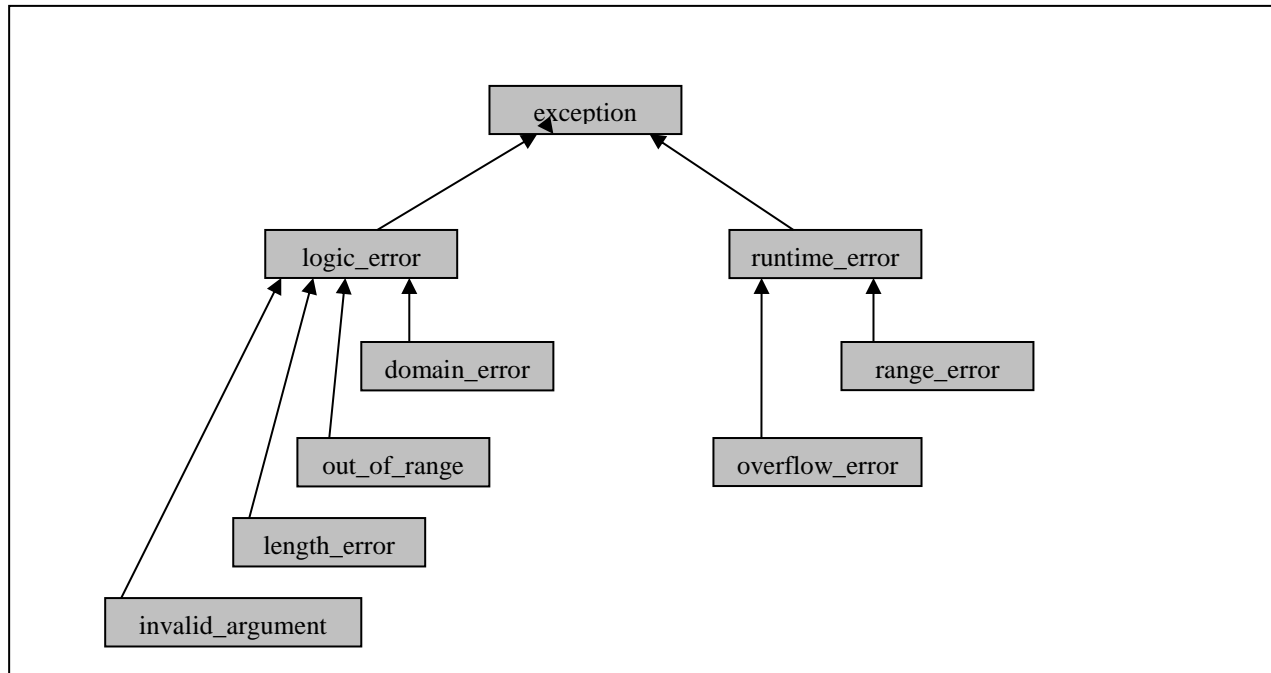 exception
logic_error
runtime_error
domain_error
range_error
out_of_range
overflow_error
length_error
invalid_argument